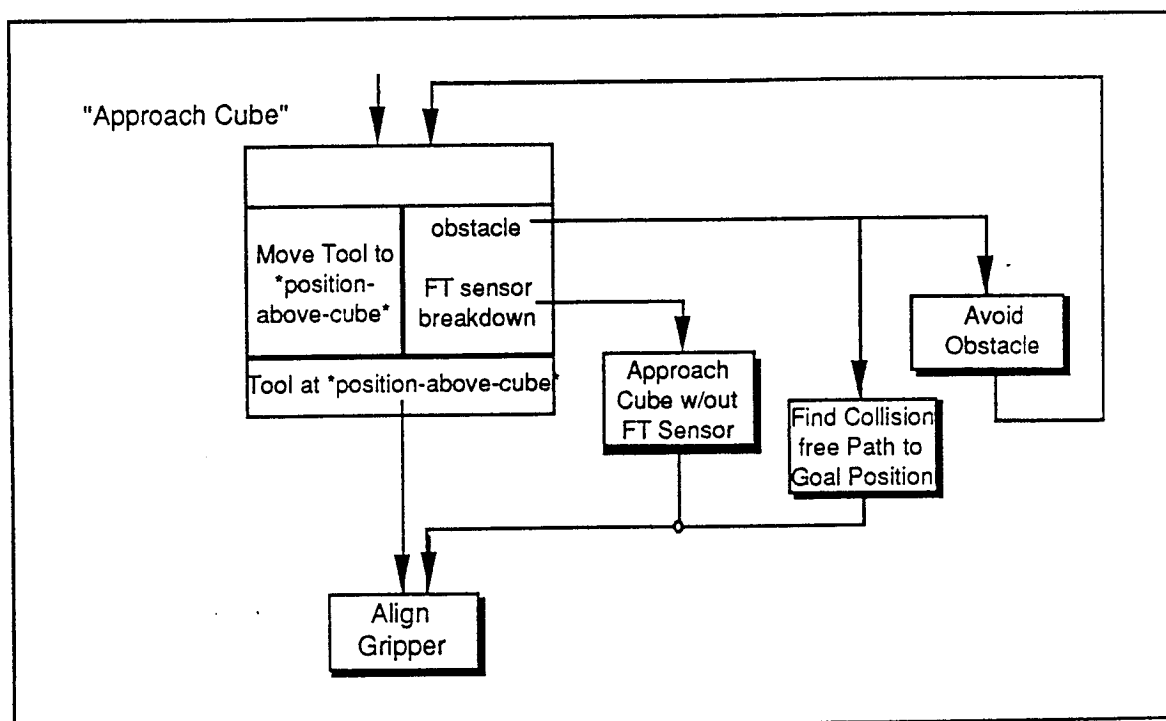 "Approach Cube"
Move Tool to
*position-
above-cube*
obstacle
FT sensor
breakdown
Tool at *position-above-cube*
Approach
Cube w/out
FT Sensor
Find Collision
free Path to
Goal Position
Avoid
Obstacle
Align
Gripper